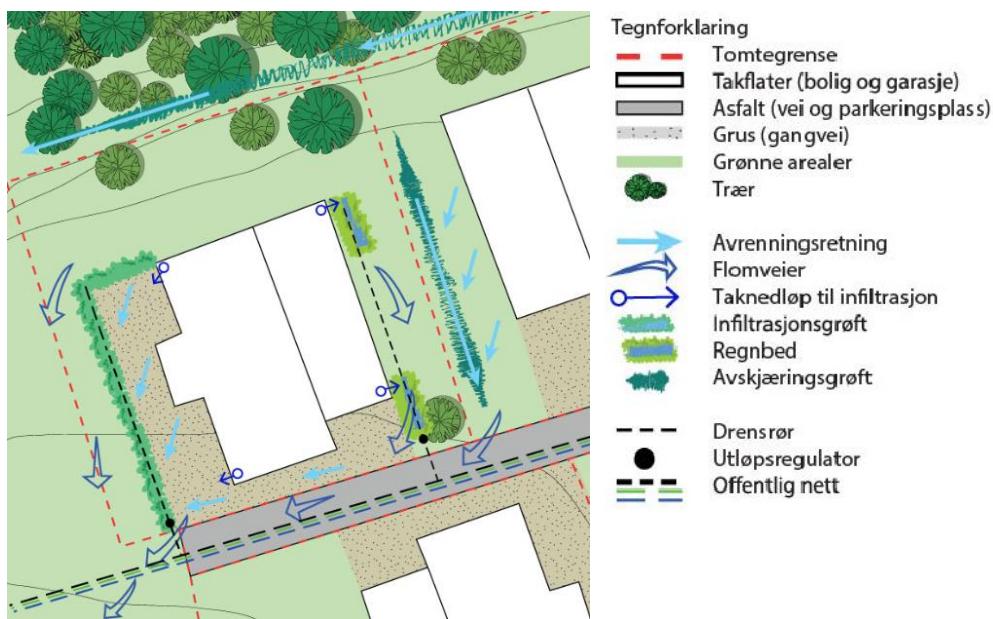 Tegnforklaring
Tomtegrense
Takflater (bolig og garasje)
Asfalt (vei og parkeringsplass)
Grus (gangvei)
Grønne arealer
Trær
Avrenningsretning
Flomveier
Taknedløp til infiltrasjon
Infiltrasjonsgrøft
Regnbed
Avskjæringsgrøft
Drensrør
Utløpsregulator
Offentlig nett